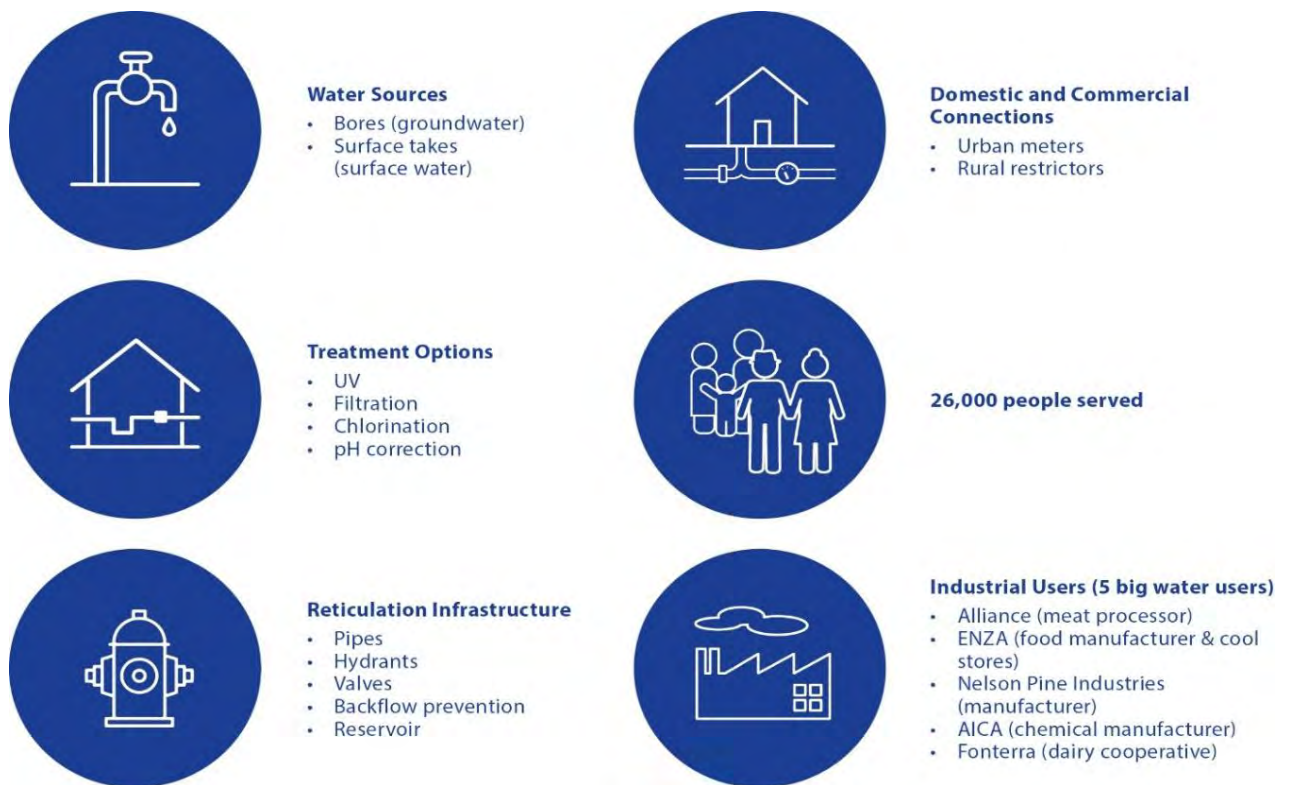 Water Sources
• Bores (groundwater)
• Surface takes
(surface water)
Treatment Options
• UV
• Filtration
• Chlorination
• pH correction
Reticulation Infrastructure
• Pipes
• Hydrants
• Valves
• Backflow prevention
• Reservoir
Domestic and Commercial
Connections
• Urban meters
• Rural restrictors
26,000 people served
Industrial Users (5 big water users)
• Alliance (meat processor)
• ENZA (food manufacturer & cool
stores)
• Nelson Pine Industries
(manufacturer)
• AICA (chemical manufacturer)
• Fonterra (dairy cooperative)